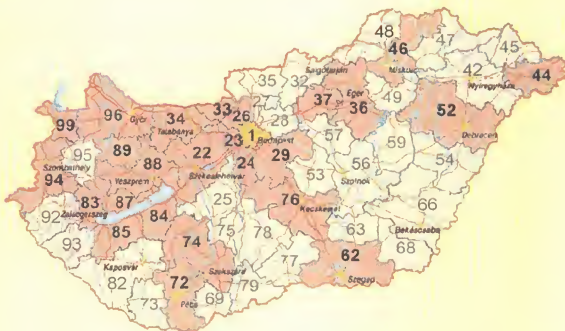 48
46
47
45
Miskolc
42
44
Nyíregyháza
35
32
Salgótarján
37
Eger
36
49
52
Debrecen
99
96
Győr
34
Tatabánya
33
26
28
1
Budapest
23
95
Szombathely
89
88
Veszprém
22
24
29
57
59
54
56
53
Szolnok
94
Székesfehérvár
83
87
Zalaegerszeg
84
85
92
93
25
75
78
76
Kecskemét
66
Békéscsaba
63
68
74
Kaposvár
82
Szekszárd
72
Pécs
73
69
79
77
62
Szeged